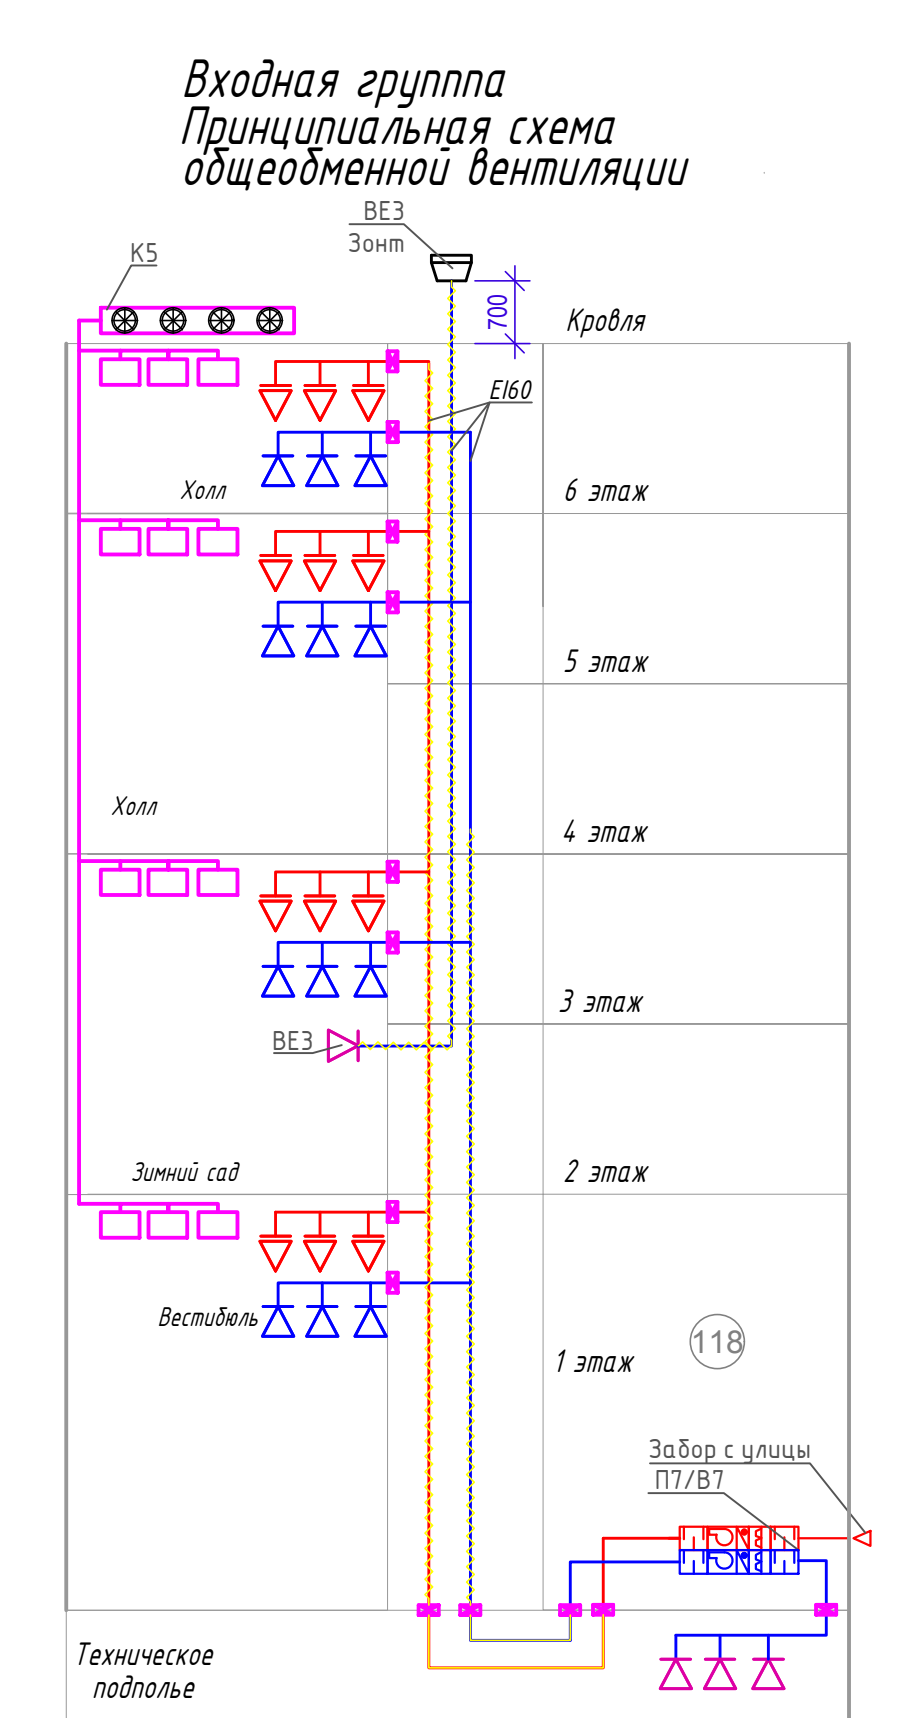 Входная групппа
Принципиальная схема
общеобменной вентиляции
ВЕ3
Зонт
К5
700
Кровля
EI60
Холл
6 этаж
5 этаж
Холл
4 этаж
3 этаж
ВЕ3
Зимний сад
2 этаж
Вестибюль
118
1 этаж
Забор с улицы
П7/В7
Техническое
подполье